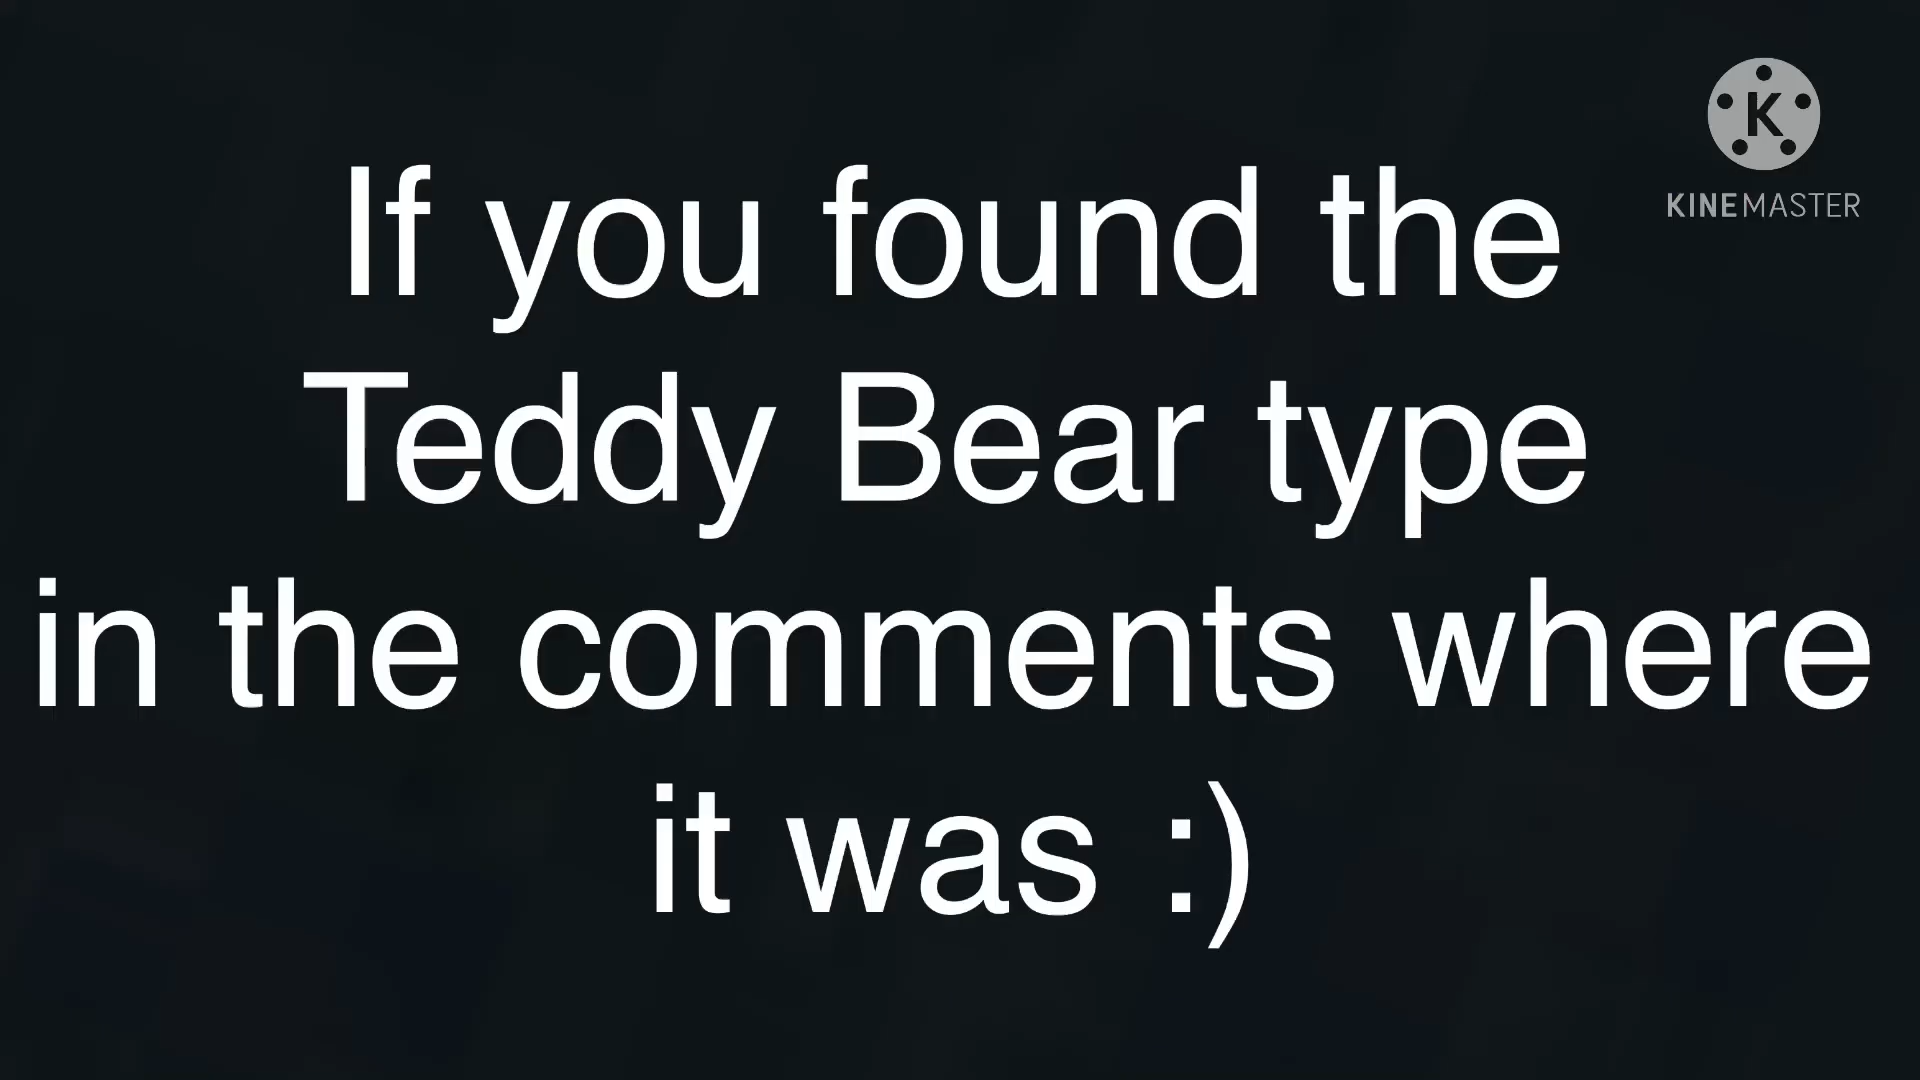 K
KINEMASTER
If you found the
Teddy Bear type
in the comments where
it was :)